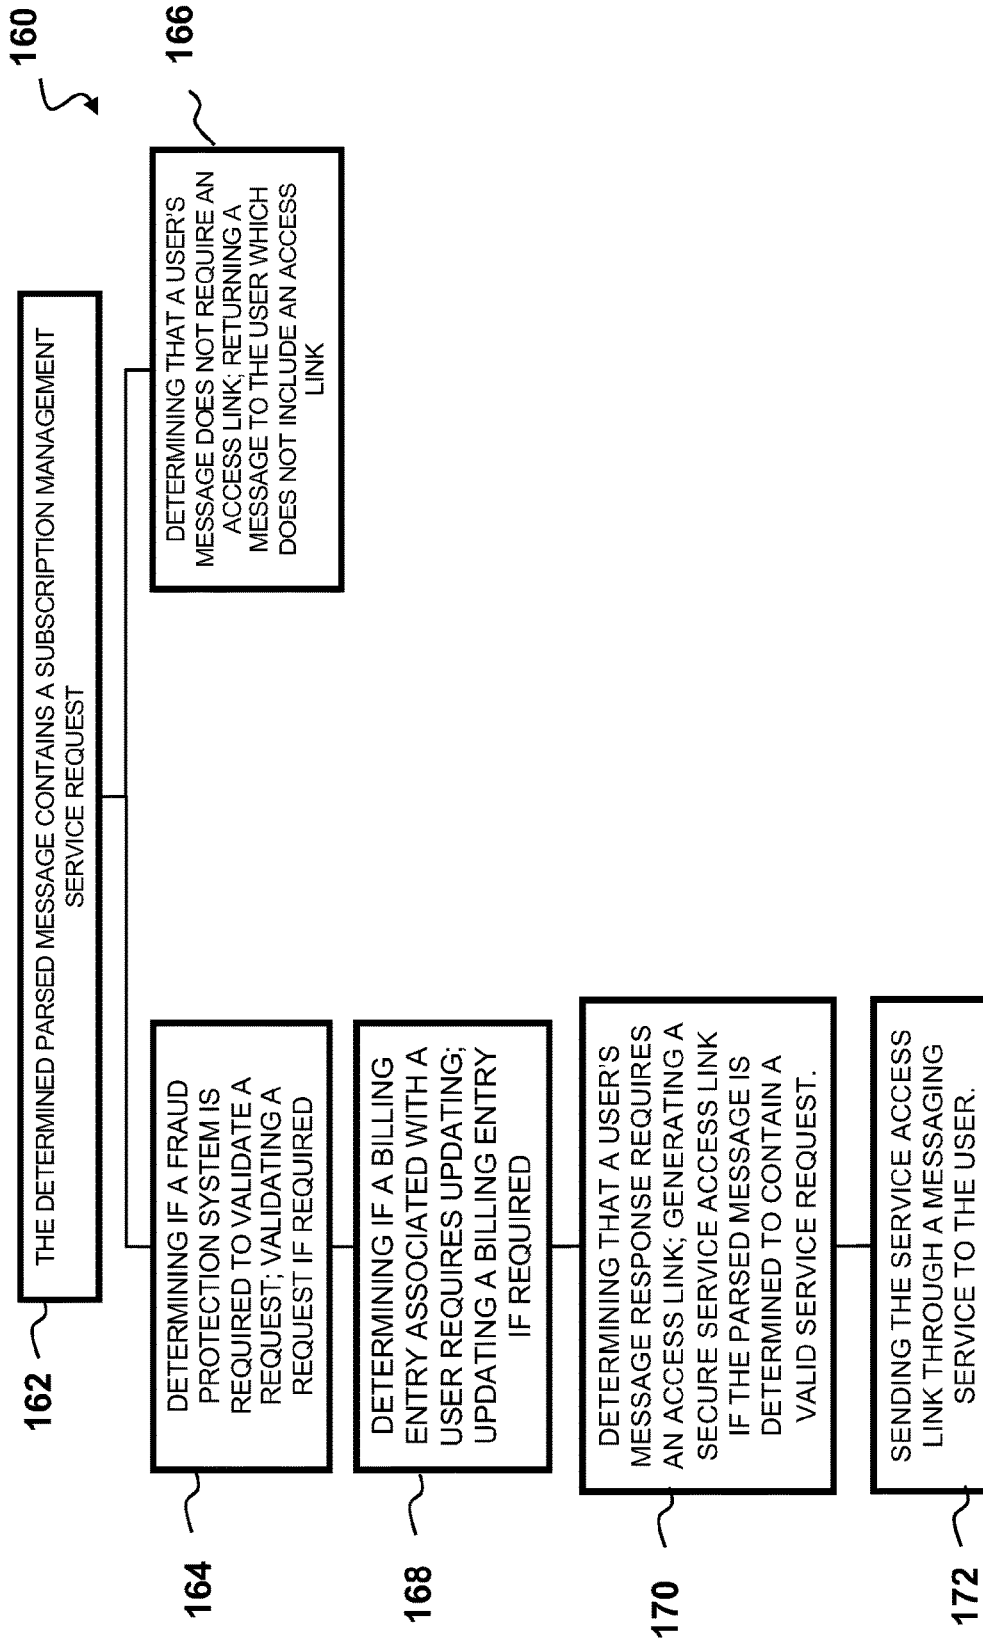 160
162
THE DETERMINED PARSED MESSAGE CONTAINS A SUBSCRIPTION MANAGEMENT
SERVICE REQUEST
164
DETERMINING IF A FRAUD
PROTECTION SYSTEM IS
REQUIRED TO VALIDATE A
REQUEST; VALIDATING A
REQUEST IF REQUIRED
166
DETERMINING THAT A USER'S
MESSAGE DOES NOT REQUIRE AN
ACCESS LINK; RETURNING A
MESSAGE TO THE USER WHICH
DOES NOT INCLUDE AN ACCESS
LINK
168
DETERMINING IF A BILLING
ENTRY ASSOCIATED WITH A
USER REQUIRES UPDATING;
UPDATING A BILLING ENTRY
IF REQUIRED
170
DETERMINING THAT A USER'S
MESSAGE RESPONSE REQUIRES
AN ACCESS LINK; GENERATING A
SECURE SERVICE ACCESS LINK
IF THE PARSED MESSAGE IS
DETERMINED TO CONTAIN A
VALID SERVICE REQUEST.
172
SENDING THE SERVICE ACCESS
LINK THROUGH A MESSAGING
SERVICE TO THE USER.